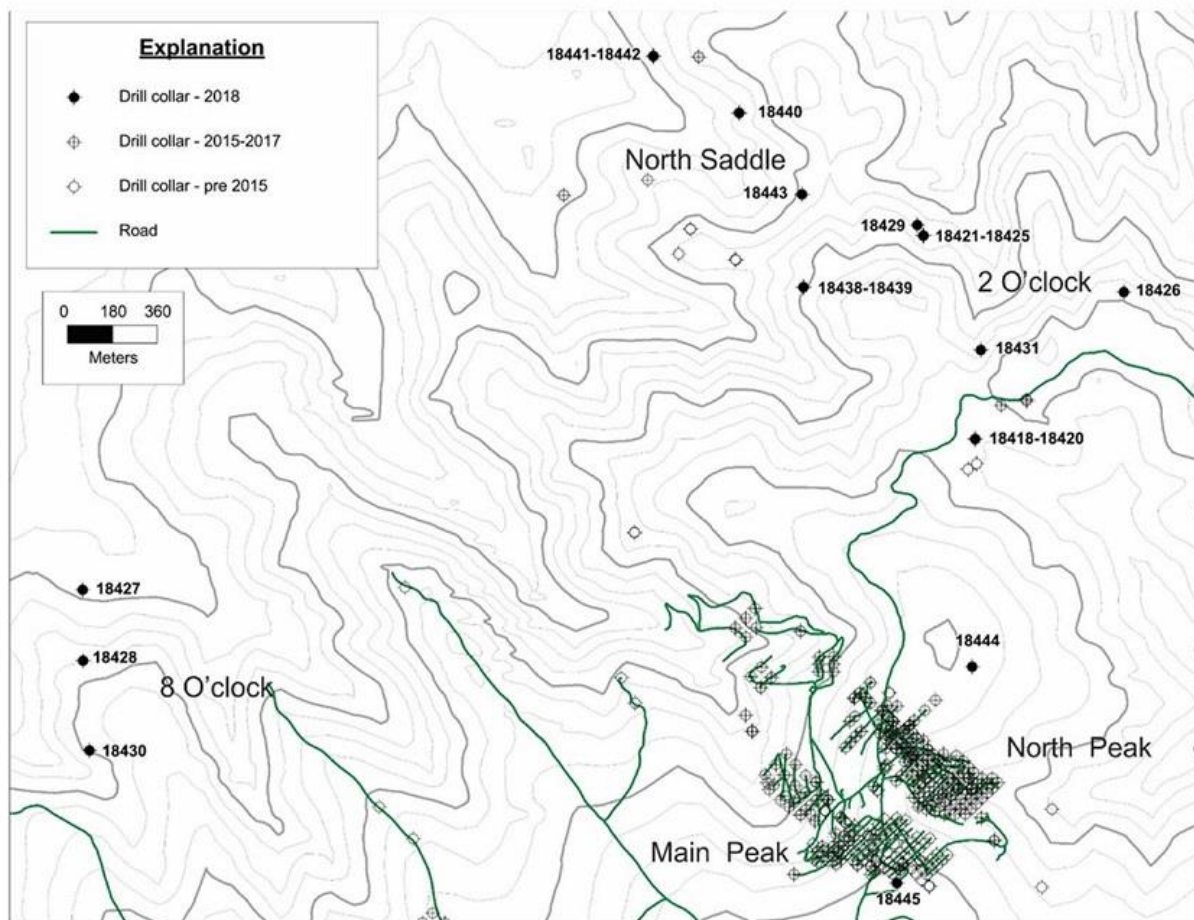 Explanation
Drill collar - 2018
Drill collar - 2015-2017
Drill collar - pre 2015
Road
0 180 360
Meters
18441-18442
18440
North Saddle
18443
18429
18421-18425
2 O'clock
18426
18438-18439
18431
18418-18420
18427
18428
8 O'clock
18430
18444
North Peak
Main Peak
18445